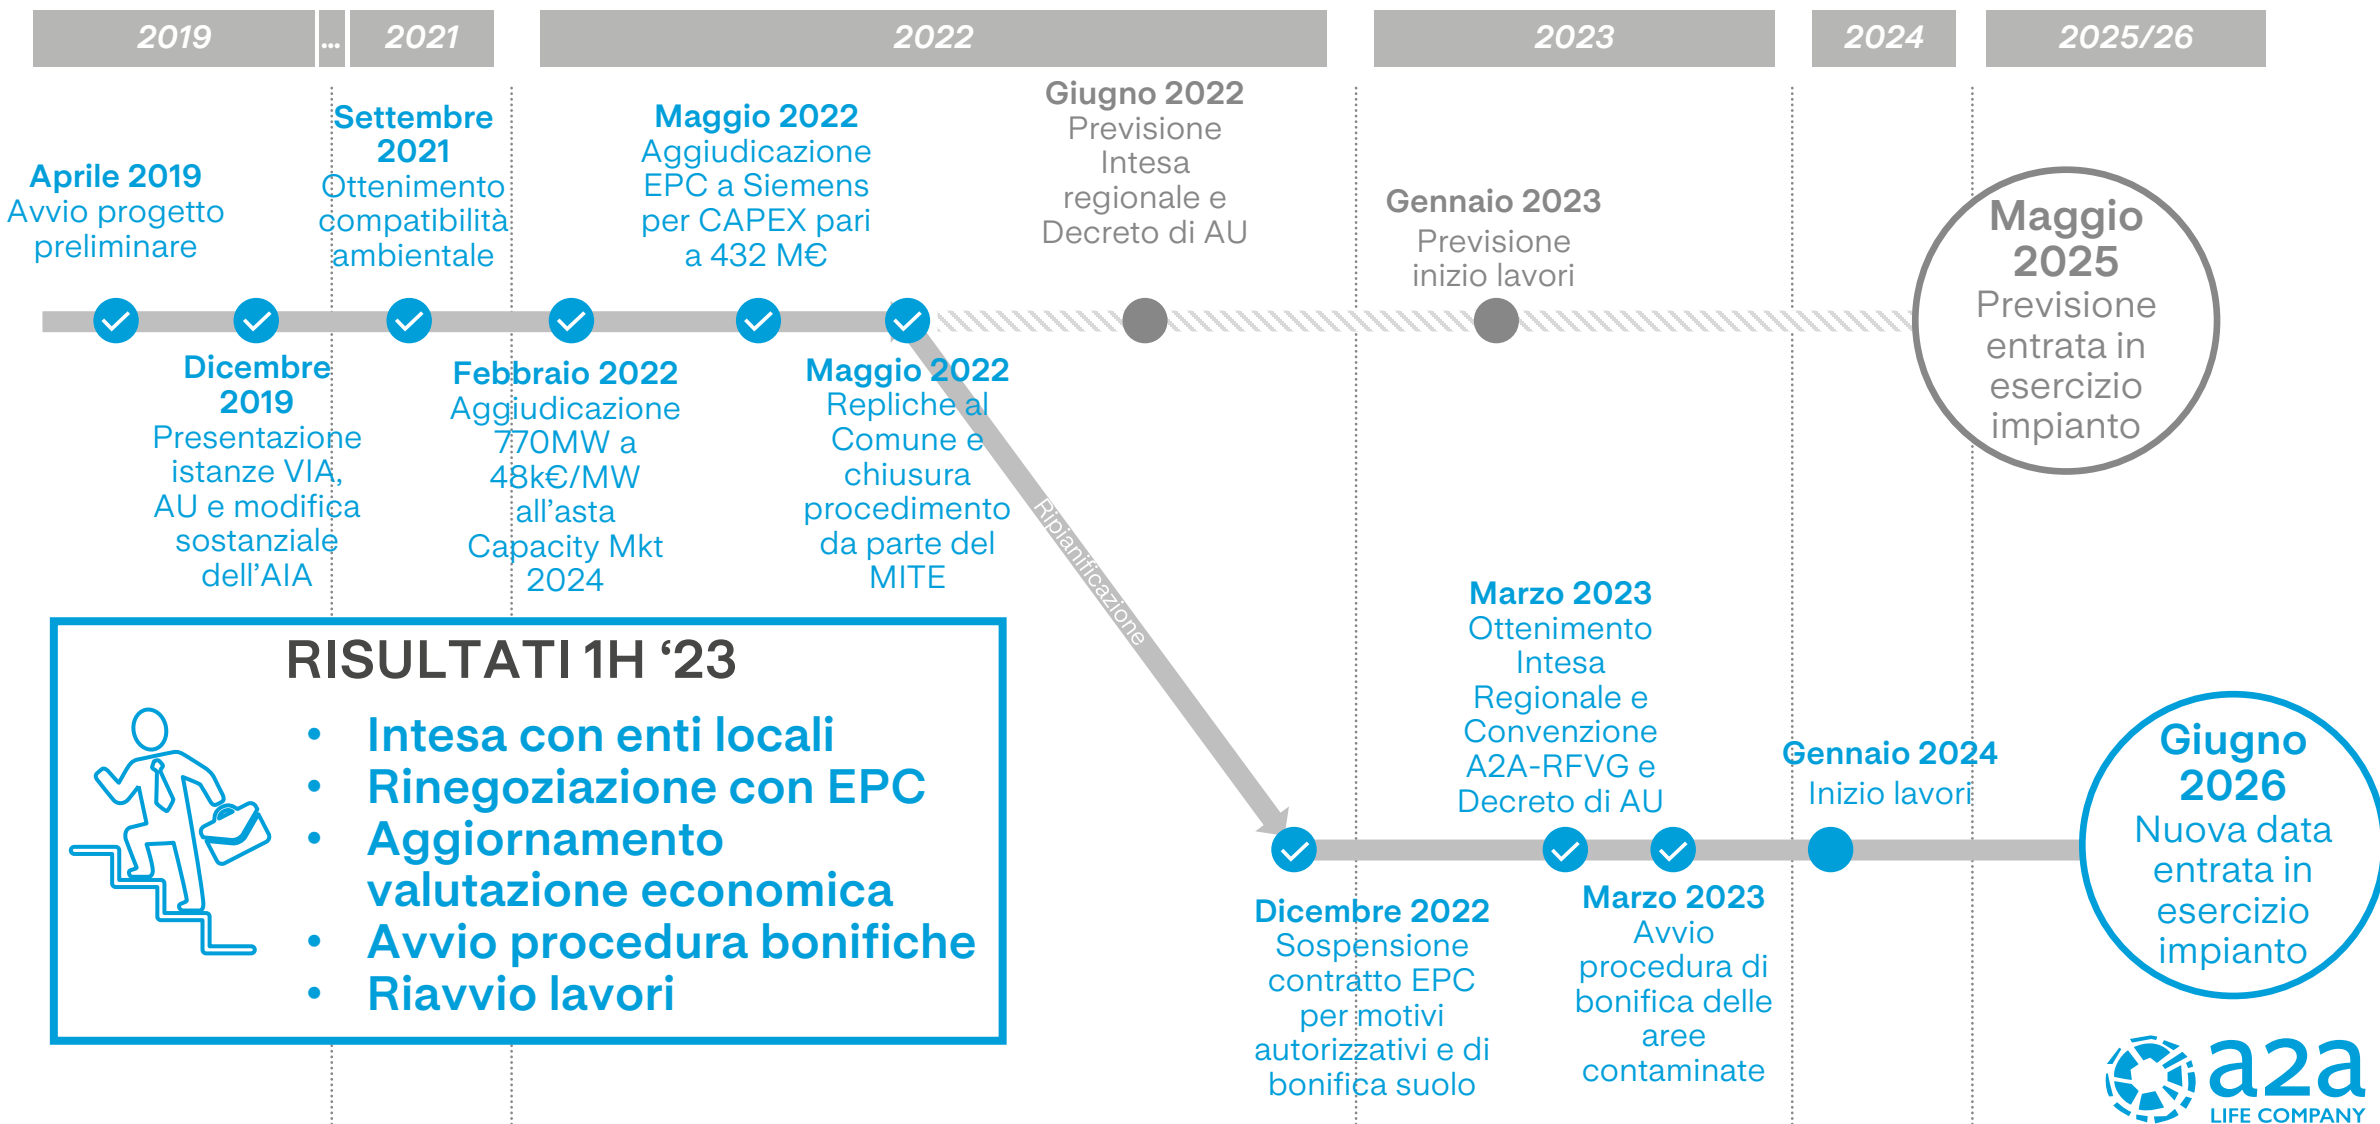 2019
...
2021
2022
2023
2024
2025/26
Aprile 2019
Avvio progetto
preliminare
Dicembre
2019
Presentazione
istanze VIA,
AU e modifica
sostanziale
dell'AIA
Settembre
2021
Ottenimento
compatibilità
ambientale
Febbraio 2022
Aggiudicazione
770MW a
48k€/MW
all'asta
Capacity Mkt
2024
Maggio 2022
Aggiudicazione
EPC a Siemens
per CAPEX pari
a 432 M€
Maggio 2022
Repliche al
Comune e
chiusura
procedimento
da parte del
MITE
Giugno 2022
Previsione
Intesa
regionale e
Decreto di AU
Gennaio 2023
Previsione
inizio lavori
Maggio
2025
Previsione
entrata in
esercizio
impianto
Ripianificazione
Dicembre 2022
Sospensione
contratto EPC
per motivi
autorizzativi e di
bonifica suolo
Marzo 2023
Ottenimento
Intesa
Regionale e
Convenzione
A2A-RFVG e
Decreto di AU
Marzo 2023
Avvio
procedura di
bonifica delle
aree
contaminate
Gennaio 2024
Inizio lavori
Giugno
2026
Nuova data
entrata in
esercizio
impianto
RISULTATI 1H ‘23
• Intesa con enti locali
• Rinegoziazione con EPC
• Aggiornamento
valutazione economica
• Avvio procedura bonifiche
• Riavvio lavori
a2a
LIFE COMPANY